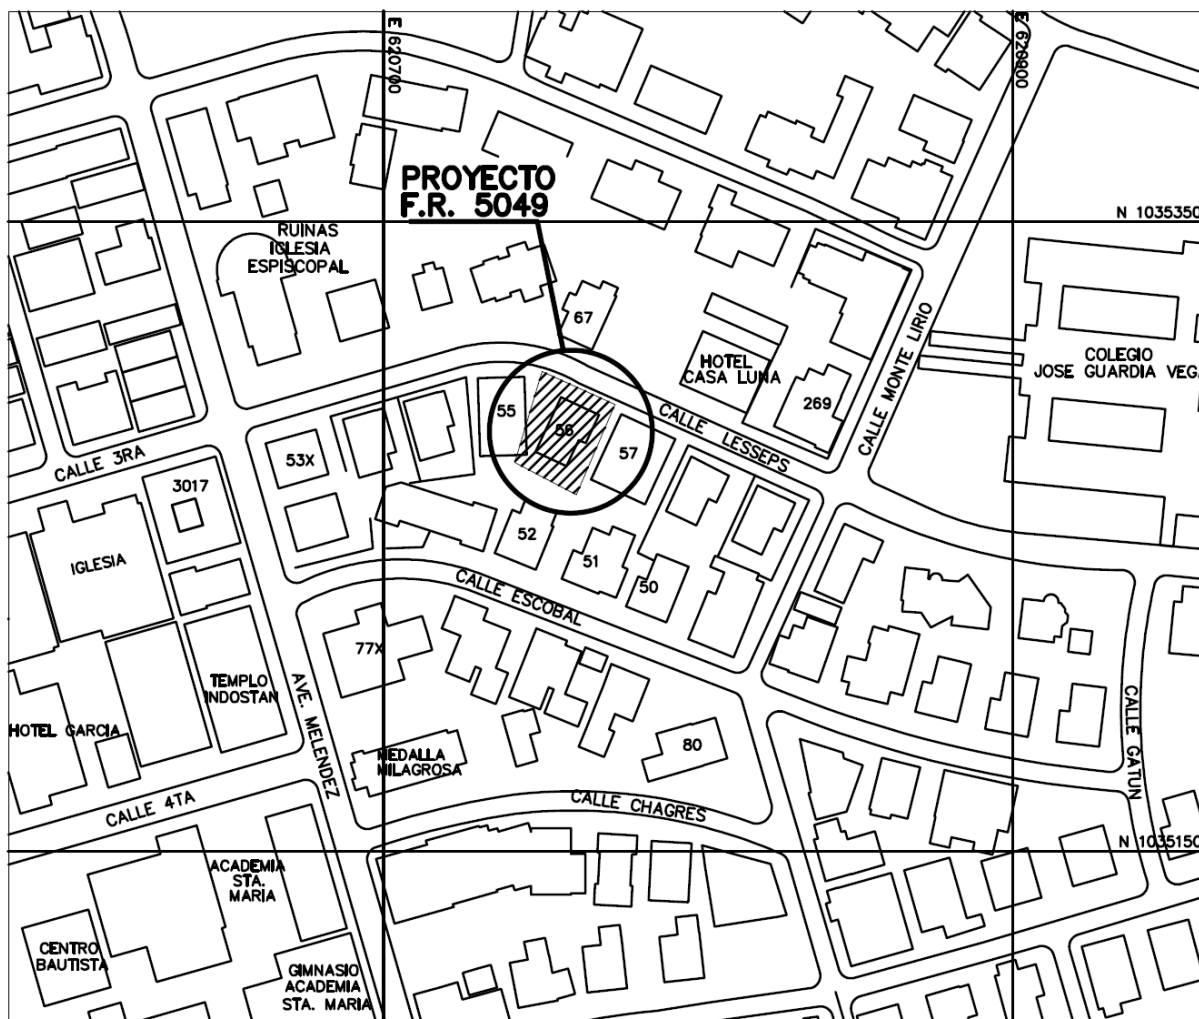 E 620700
E 620900
PROYECTO
F.R. 5049
N 1035350
RUINAS
IGLESIA
ESPISCOPAL
67
HOTEL
CASA LUNA
269
CALLE MONTE LIRIO
COLEGIO
JOSE GUARDIA VEGA
55
56
57
CALLE LESSEPS
CALLE 3RA
53X
3017
IGLESIA
52
51
50
CALLE ESCOBAL
77X
TEMPLO
INDOSTAN
AVE. MELENDEZ
HOTEL GARCIA
MEDALLA
MILAGROSA
80
CALLE GATUN
CALLE 4TA
CALLE CHAGRES
N 1035150
ACADEMIA
STA.
MARIA
CENTRO
BAUTISTA
GIMNASIO
ACADEMIA
STA. MARIA